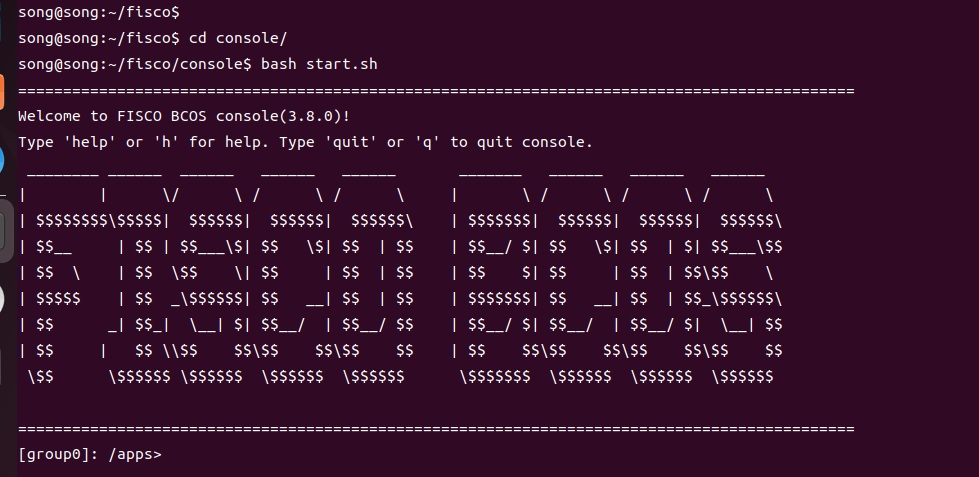 song@song:~/fisco$
song@song:~/fisco$ cd console/
song@song:~/fisco/console$ bash start.sh
=============================================================================================
Welcome to FISCO BCOS console(3.8.0)!
Type 'help' or 'h' for help. Type 'quit' or 'q' to quit console.
 ________ ______  ______   ______   ______       _______   ______   ______   ______
|        |      \/      \ /      \ /      \     |       \ /      \ /      \ /      \
| $$$$$$$$\$$$$$|  $$$$$$|  $$$$$$|  $$$$$$\    | $$$$$$$|  $$$$$$|  $$$$$$|  $$$$$$\
| $$__     | $$ | $$___\$| $$   \$| $$  | $$    | $$__/ $| $$   \$| $$  | $| $$___\$$
| $$  \    | $$  \$$    \| $$     | $$  | $$    | $$    $| $$     | $$  | $$\$$    \
| $$$$$    | $$  _\$$$$$$| $$   __| $$  | $$    | $$$$$$$| $$   __| $$  | $$_\$$$$$$\
| $$      _| $$_|  \__| $| $$__/  | $$__/ $$    | $$__/ $| $$__/  | $$__/ $|  \__| $$
| $$     |   $$ \\$$    $$\$$    $$\$$    $$    | $$    $$\$$    $$\$$    $$\$$    $$
 \$$      \$$$$$$ \$$$$$$  \$$$$$$  \$$$$$$      \$$$$$$$  \$$$$$$  \$$$$$$  \$$$$$$
=============================================================================================
[group0]: /apps>